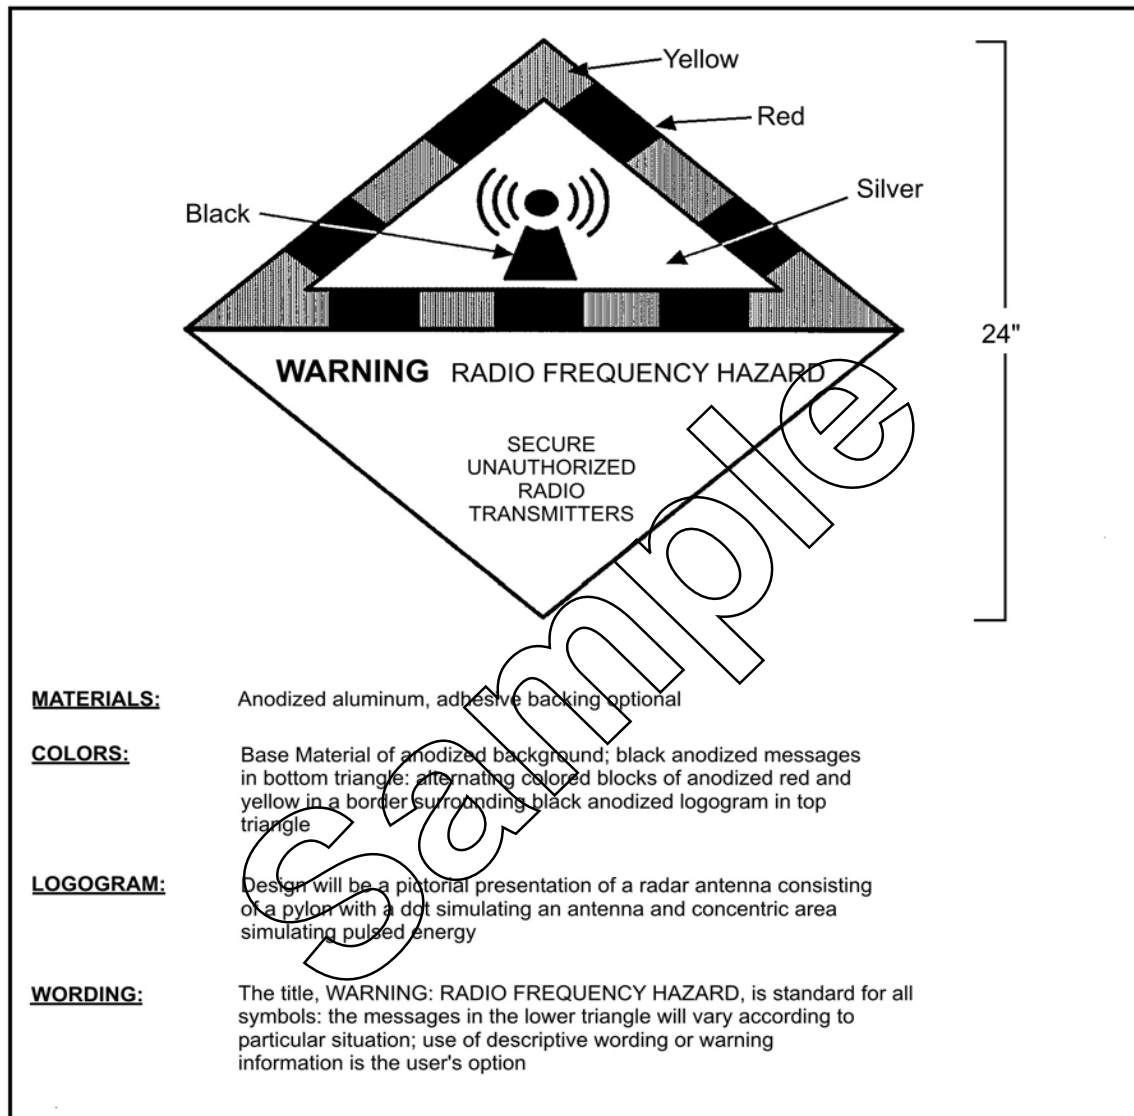 Yellow
Red
Silver
Black
24"
WARNING RADIO FREQUENCY HAZARD
SECURE
UNAUTHORIZED
RADIO
TRANSMITTERS
Sample
MATERIALS: Anodized aluminum, adhesive backing optional
COLORS: Base Material of anodized background; black anodized messages
in bottom triangle: alternating colored blocks of anodized red and
yellow in a border surrounding black anodized logogram in top
triangle
LOGOGRAM: Design will be a pictorial presentation of a radar antenna consisting
of a pylon with a dot simulating an antenna and concentric area
simulating pulsed energy
WORDING: The title, WARNING: RADIO FREQUENCY HAZARD, is standard for all
symbols: the messages in the lower triangle will vary according to
particular situation; use of descriptive wording or warning
information is the user's option